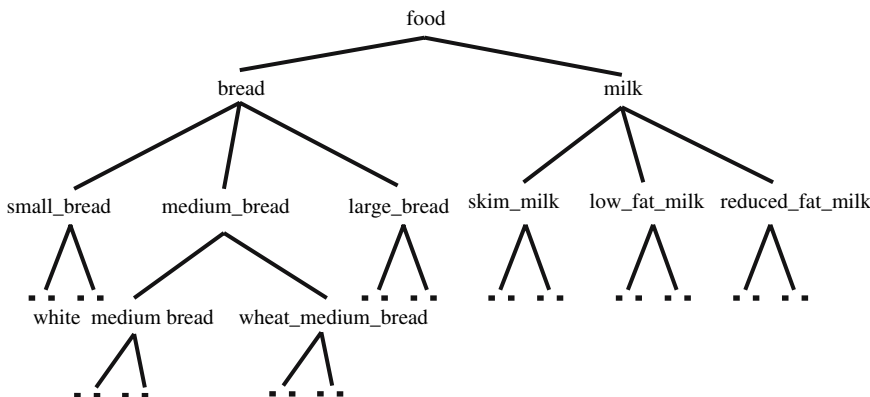 food
bread milk
small_bread medium_bread large_bread skim_milk low_fat_milk reduced_fat_milk
white medium bread wheat_medium_bread